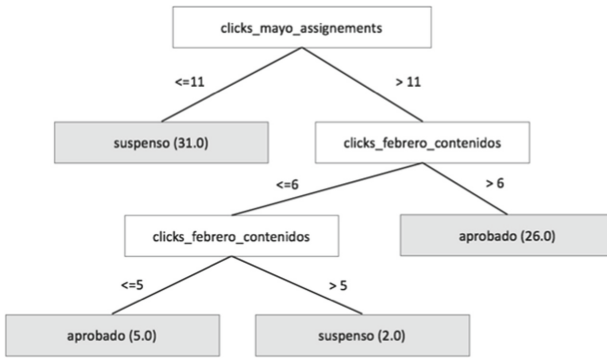 clicks_mayo_assignements
<=11
> 11
suspenso (31.0)
clicks_febrero_contenidos
<=6
> 6
clicks_febrero_contenidos
aprobado (26.0)
<=5
> 5
aprobado (5.0)
suspenso (2.0)